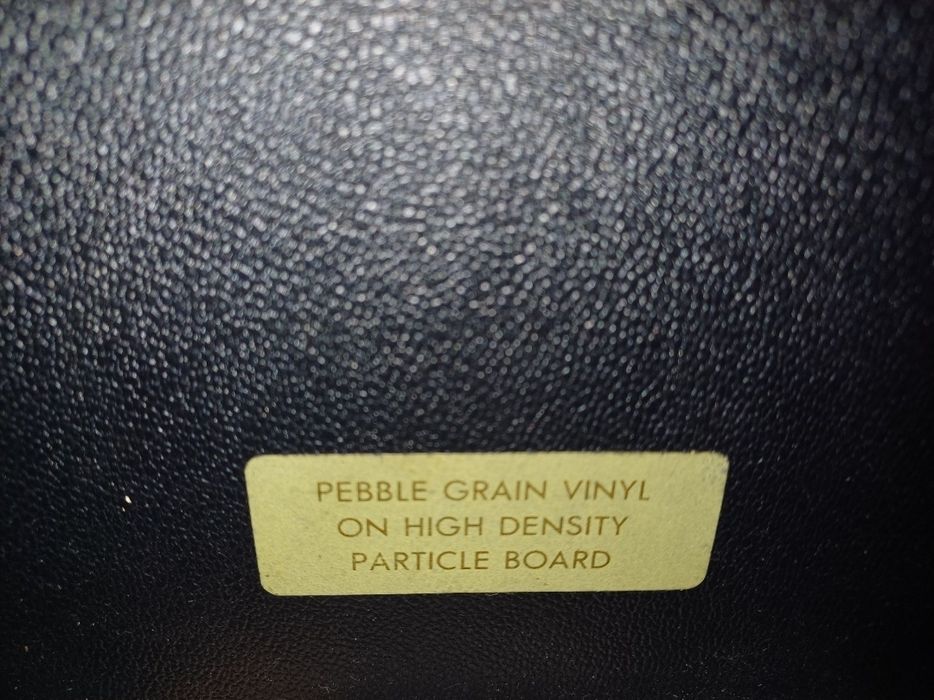 PEBBLE GRAIN VINYL
ON HIGH DENSITY
PARTICLE BOARD